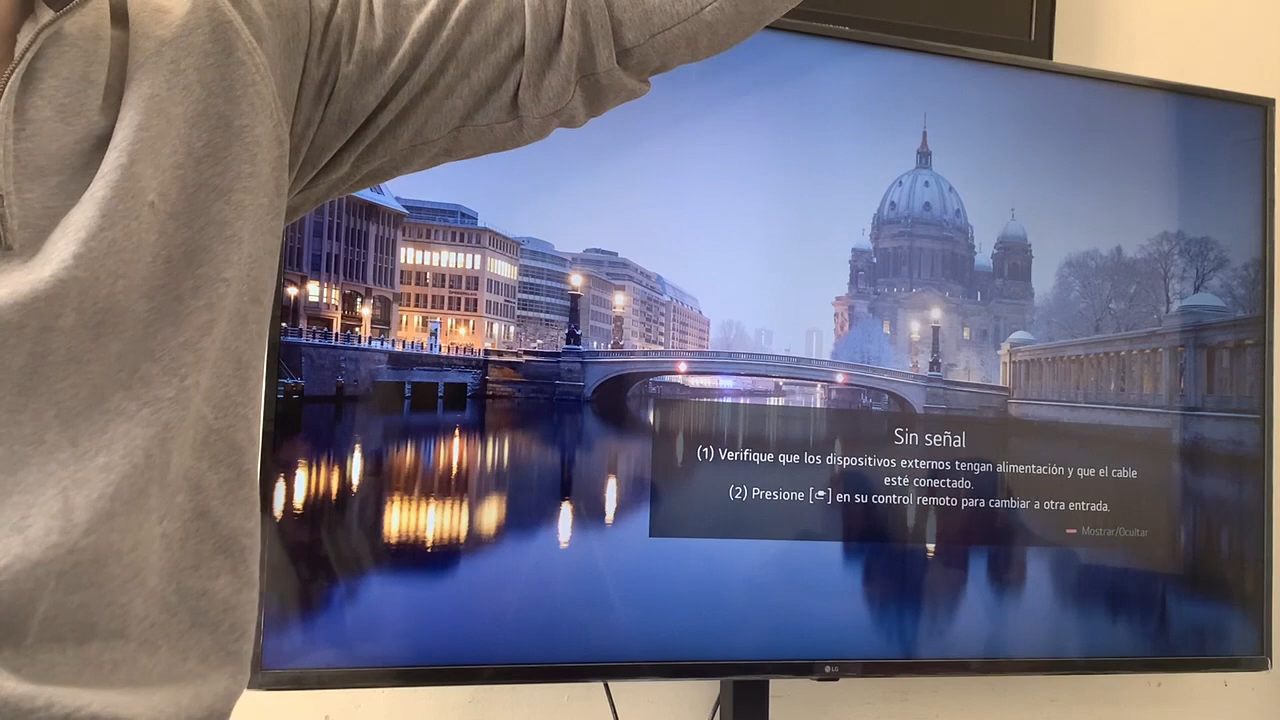 Sin señal
(1) Verifique que los dispositivos externos tengan alimentación y que el cable
esté conectado.
(2) Presione [ ] en su control remoto para cambiar a otra entrada.
Mostrar/Ocultar
LG